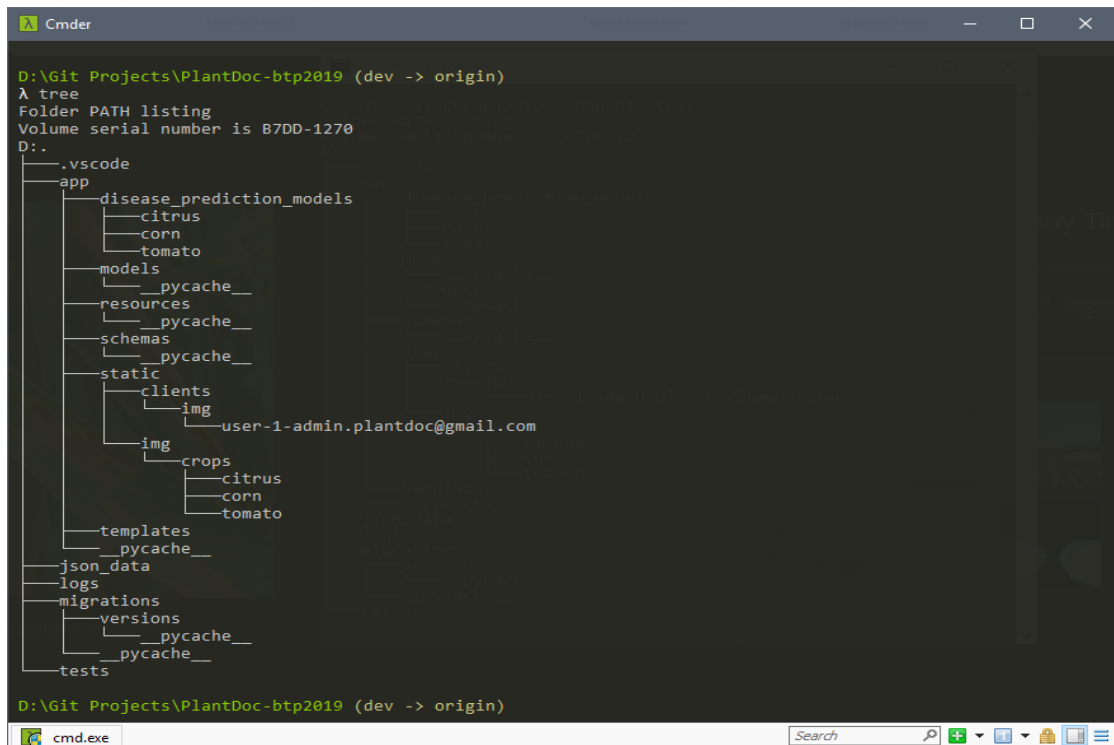 Cmder
D:\Git Projects\PlantDoc-btp2019 (dev -> origin)
λ tree
Folder PATH listing
Volume serial number is B7DD-1270
D:.
├───.vscode
├───app
│   ├───disease_prediction_models
│   │   ├───citrus
│   │   ├───corn
│   │   └───tomato
│   ├───models
│   │   └───__pycache__
│   ├───resources
│   │   └───__pycache__
│   ├───schemas
│   │   └───__pycache__
│   ├───static
│   │   ├───clients
│   │   │   └───img
│   │   │       └───user-1-admin.plantdoc@gmail.com
│   │   └───img
│   │       └───crops
│   │           ├───citrus
│   │           ├───corn
│   │           └───tomato
│   ├───templates
│   └───__pycache__
├───json_data
├───logs
├───migrations
│   ├───versions
│   │   └───__pycache__
│   └───__pycache__
└───tests
D:\Git Projects\PlantDoc-btp2019 (dev -> origin)
cmd.exe
Search